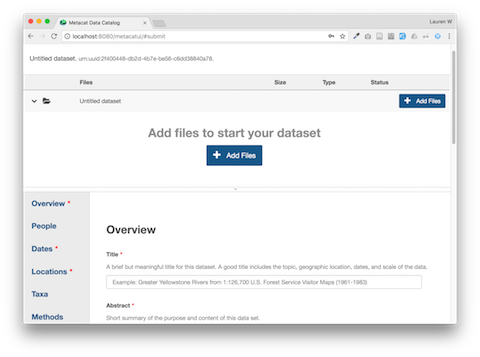 Metacat Data Catalog
Lauren W
localhost:8080/metacatui/#submit
Untitled dataset. urn:uuid:2f400448-db2d-4b7e-be56-c8dd38840a78.
Files Size Type Status
Untitled dataset + Add Files
Add files to start your dataset
+ Add Files
Overview *
People
Dates *
Locations *
Taxa
Methods
Overview
Title *
A brief but meaningful title for this dataset. A good title includes the topic, geographic location, dates, and scale of the data.
Example: Greater Yellowstone Rivers from 1:126,700 U.S. Forest Service Visitor Maps (1961-1983)
Abstract *
Short summary of the purpose and content of this data set.